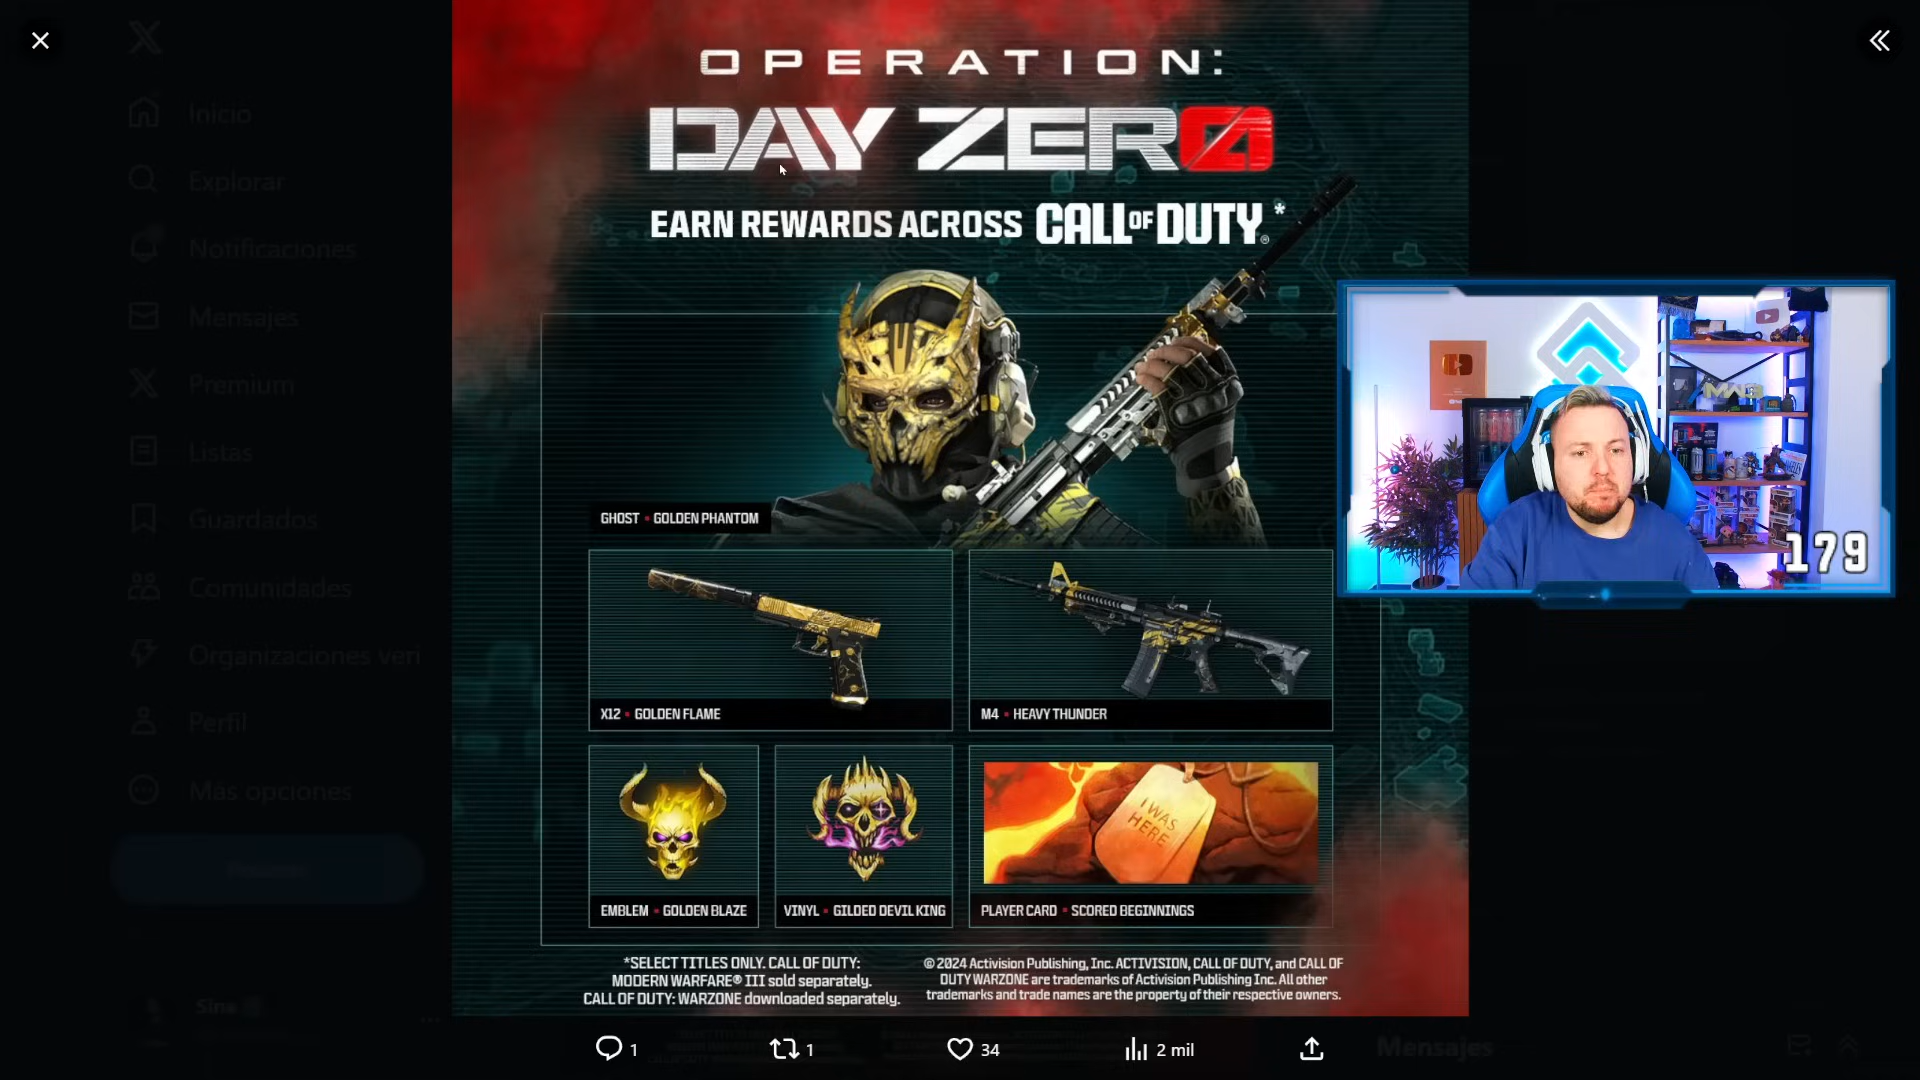 OPERATION:
DAY ZERO
EARN REWARDS ACROSS CALL OF DUTY®*
GHOST ▪ GOLDEN PHANTOM
X12 ▪ GOLDEN FLAME
M4 ▪ HEAVY THUNDER
I WAS
HERE
EMBLEM ▪ GOLDEN BLAZE
VINYL ▪ GILDED DEVIL KING
PLAYER CARD ▪ SCORED BEGINNINGS
*SELECT TITLES ONLY. CALL OF DUTY:
MODERN WARFARE® III sold separately.
CALL OF DUTY: WARZONE downloaded separately.
© 2024 Activision Publishing, Inc. ACTIVISION, CALL OF DUTY, and CALL OF
DUTY WARZONE are trademarks of Activision Publishing Inc. All other
trademarks and trade names are the property of their respective owners.
Inicio
Explorar
Notificaciones
Mensajes
Premium
Listas
Guardados
Comunidades
Organizaciones veri
Perfil
Más opciones
Sina
179
1
1
34
2 mil
Mensajes